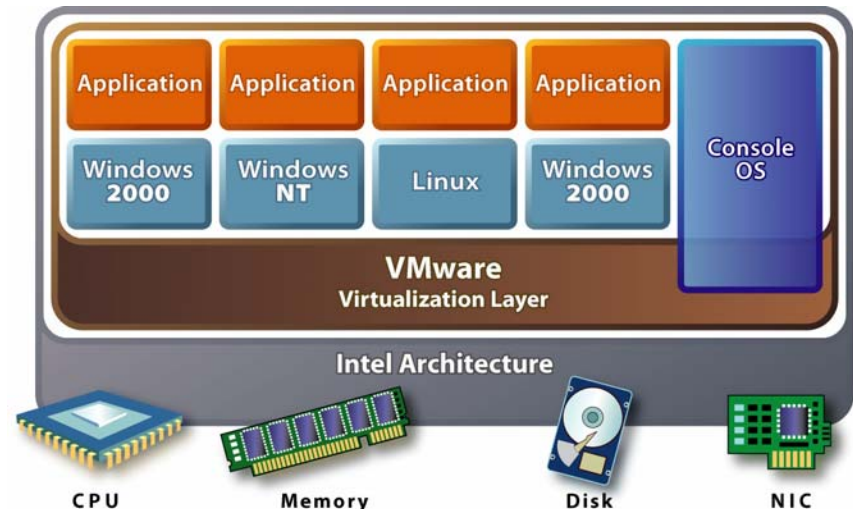 Application
Application
Application
Application
Windows
2000
Windows
NT
Linux
Windows
2000
Console
OS
VMware
Virtualization Layer
Intel Architecture
CPU
Memory
Disk
NIC